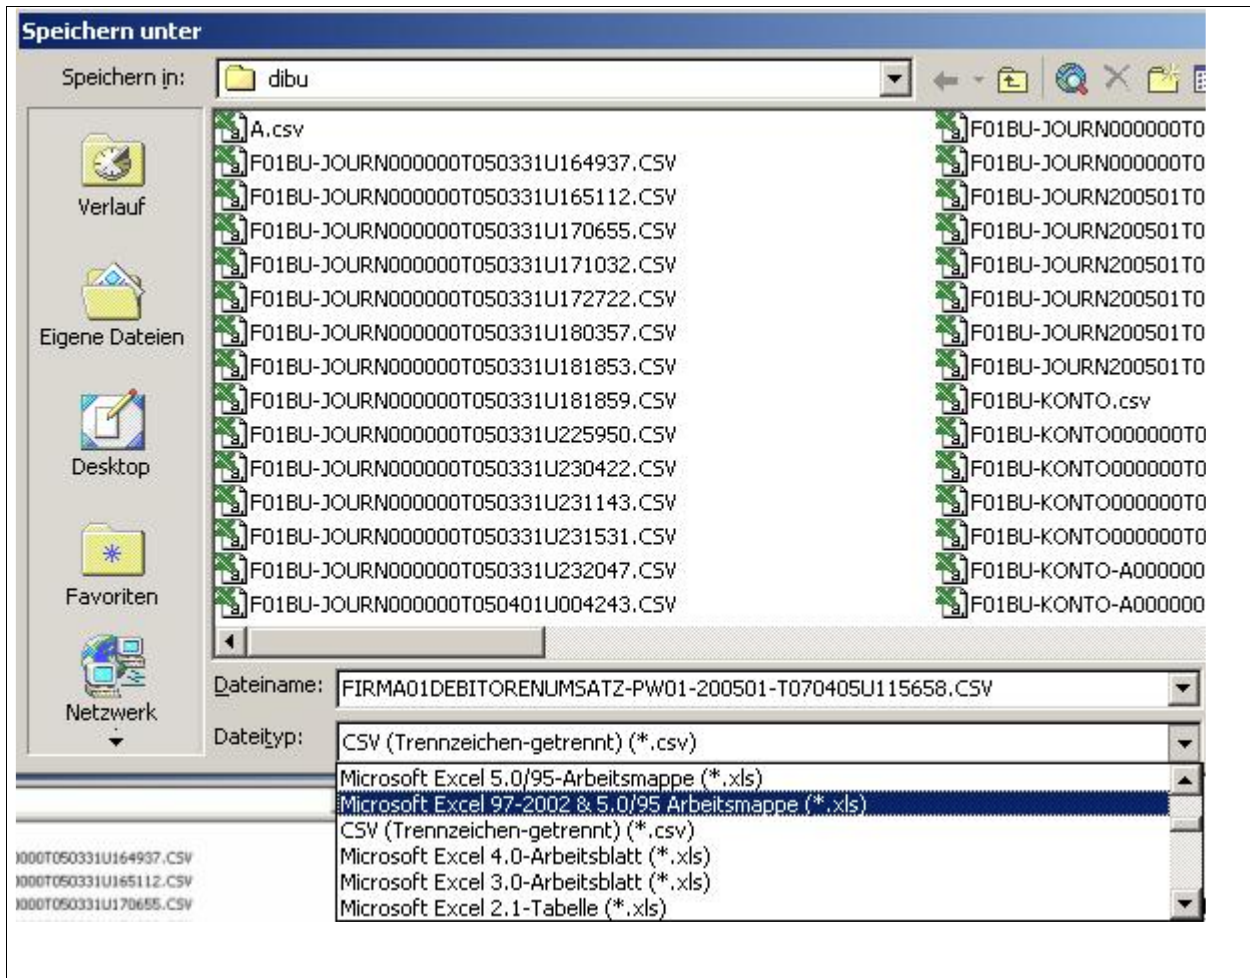 Speichern unter
Speichern in:
dibu
Verlauf
Eigene Dateien
Desktop
Favoriten
Netzwerk
A.csv
F01BU-JOURN000000T050331U164937.CSV
F01BU-JOURN000000T050331U165112.CSV
F01BU-JOURN000000T050331U170655.CSV
F01BU-JOURN000000T050331U171032.CSV
F01BU-JOURN000000T050331U172722.CSV
F01BU-JOURN000000T050331U180357.CSV
F01BU-JOURN000000T050331U181853.CSV
F01BU-JOURN000000T050331U181859.CSV
F01BU-JOURN000000T050331U225950.CSV
F01BU-JOURN000000T050331U230422.CSV
F01BU-JOURN000000T050331U231143.CSV
F01BU-JOURN000000T050331U231531.CSV
F01BU-JOURN000000T050331U232047.CSV
F01BU-JOURN000000T050401U004243.CSV
F01BU-JOURN000000T0
F01BU-JOURN000000T0
F01BU-JOURN200501T0
F01BU-JOURN200501T0
F01BU-JOURN200501T0
F01BU-JOURN200501T0
F01BU-JOURN200501T0
F01BU-JOURN200501T0
F01BU-KONTO.csv
F01BU-KONTO000000T0
F01BU-KONTO000000T0
F01BU-KONTO000000T0
F01BU-KONTO000000T0
F01BU-KONTO-A000000
F01BU-KONTO-A000000
Dateiname:
FIRMA01DEBITORENUMSATZ-PW01-200501-T070405U115658.CSV
Dateityp:
CSV (Trennzeichen-getrennt) (*.csv)
Microsoft Excel 5.0/95-Arbeitsmappe (*.xls)
Microsoft Excel 97-2002 & 5.0/95 Arbeitsmappe (*.xls)
CSV (Trennzeichen-getrennt) (*.csv)
Microsoft Excel 4.0-Arbeitsblatt (*.xls)
Microsoft Excel 3.0-Arbeitsblatt (*.xls)
Microsoft Excel 2.1-Tabelle (*.xls)
0000T050331U164937.CSV
0000T050331U165112.CSV
0000T050331U170655.CSV